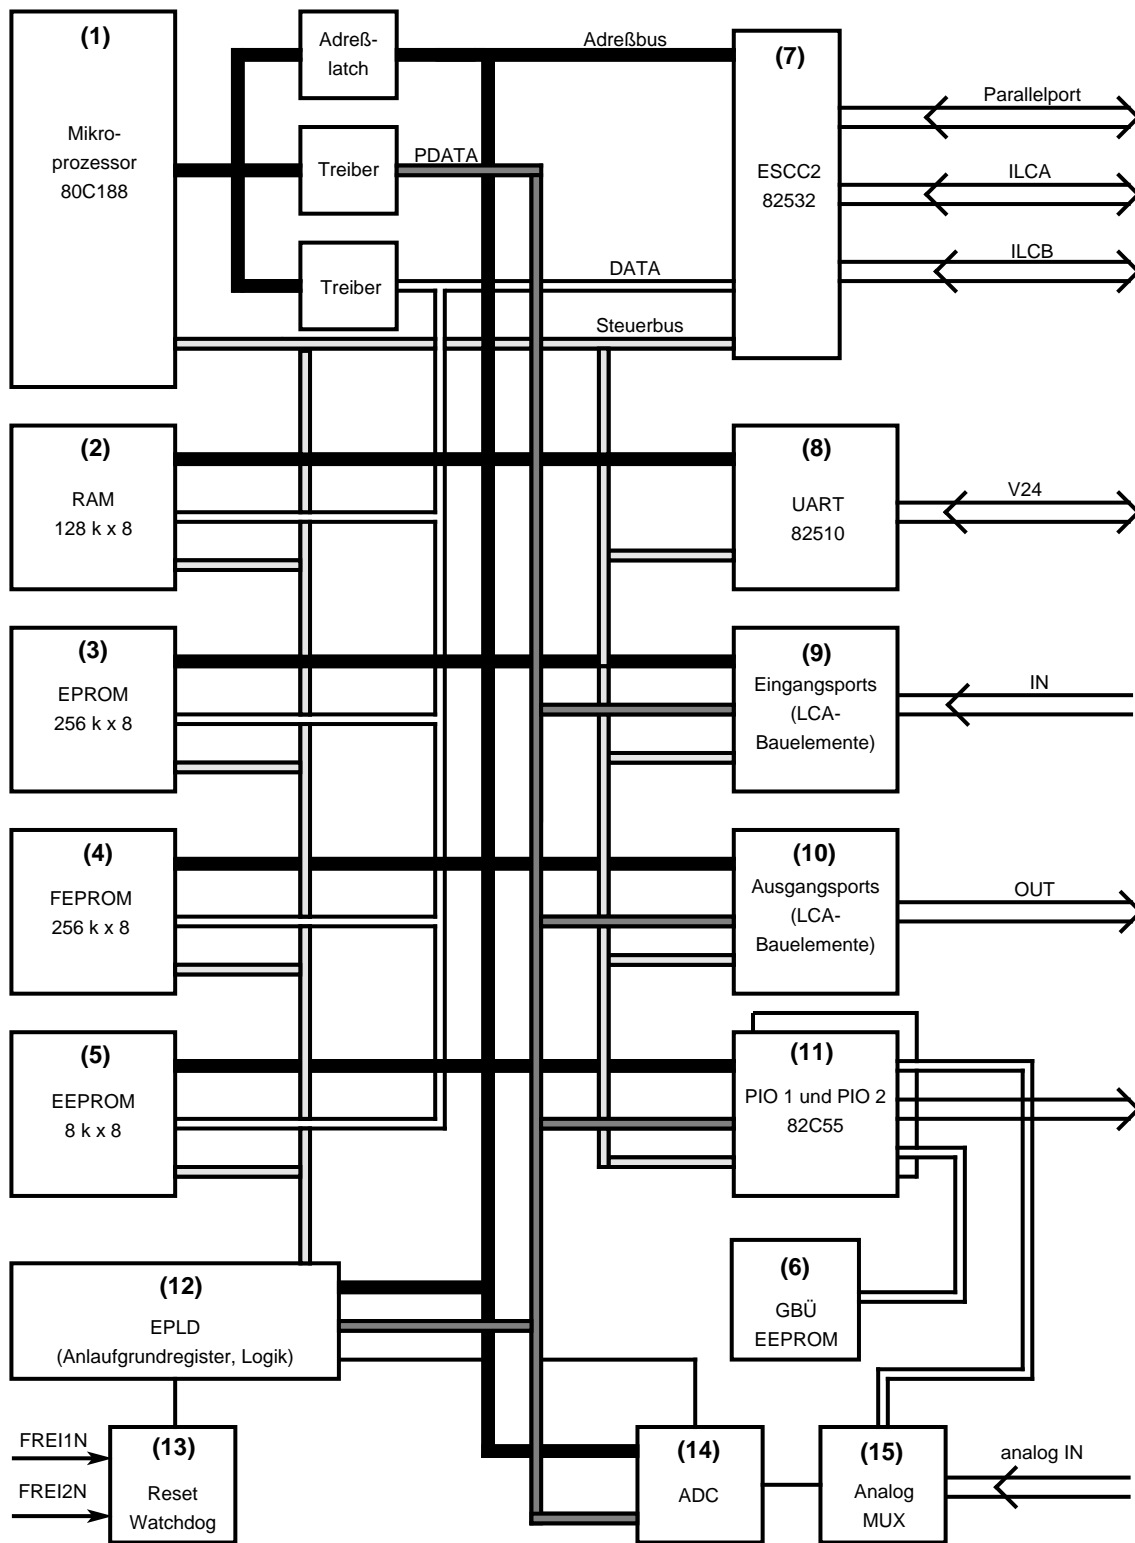 (1)
Mikro-
prozessor
80C188
Adreß-
latch
Adreßbus
Treiber
PDATA
Treiber
DATA
Steuerbus
(7)
ESCC2
82532
Parallelport
ILCA
ILCB
(2)
RAM
128 k x 8
(8)
UART
82510
V24
(3)
EPROM
256 k x 8
(9)
Eingangsports
(LCA-
Bauelemente)
IN
(4)
FEPROM
256 k x 8
(10)
Ausgangsports
(LCA-
Bauelemente)
OUT
(5)
EEPROM
8 k x 8
(11)
PIO 1 und PIO 2
82C55
(6)
GBÜ
EEPROM
(12)
EPLD
(Anlaufgrundregister, Logik)
FREI1N
FREI2N
(13)
Reset
Watchdog
(14)
ADC
(15)
Analog
MUX
analog IN